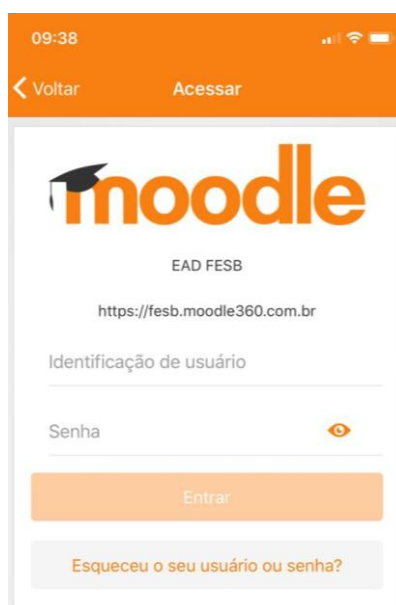 09:38
Voltar
Acessar
moodle
EAD FESB
https://fesb.moodle360.com.br
Identificação de usuário
Senha
Entrar
Esqueceu o seu usuário ou senha?